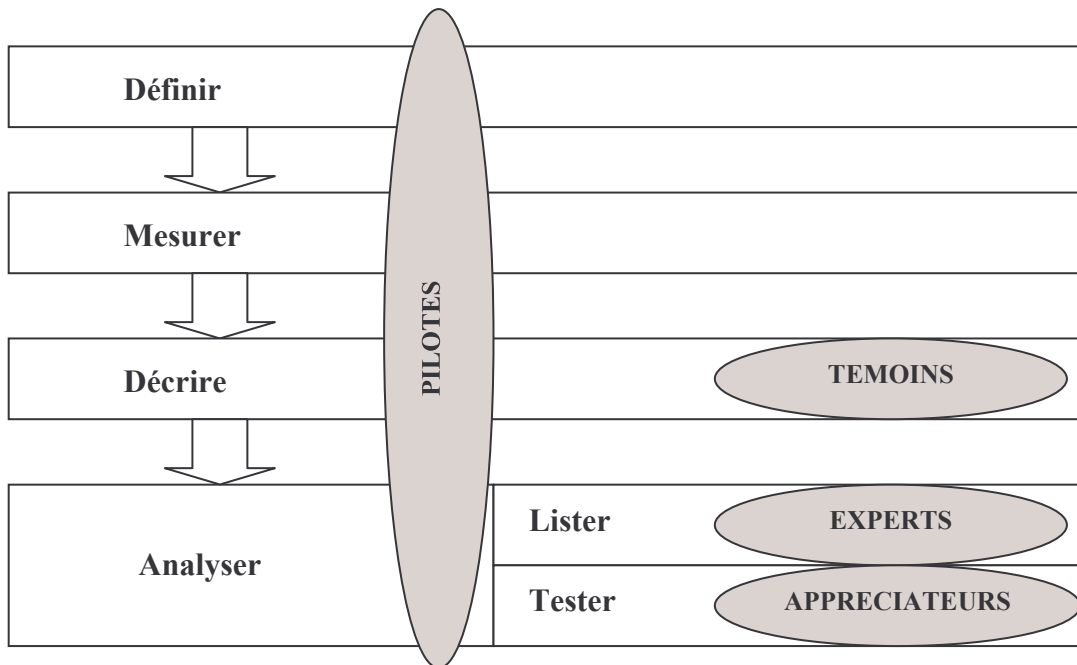 Définir
Mesurer
PILOTES
Décrire
TEMOINS
Analyser
Lister
EXPERTS
Tester
APPRECIATEURS